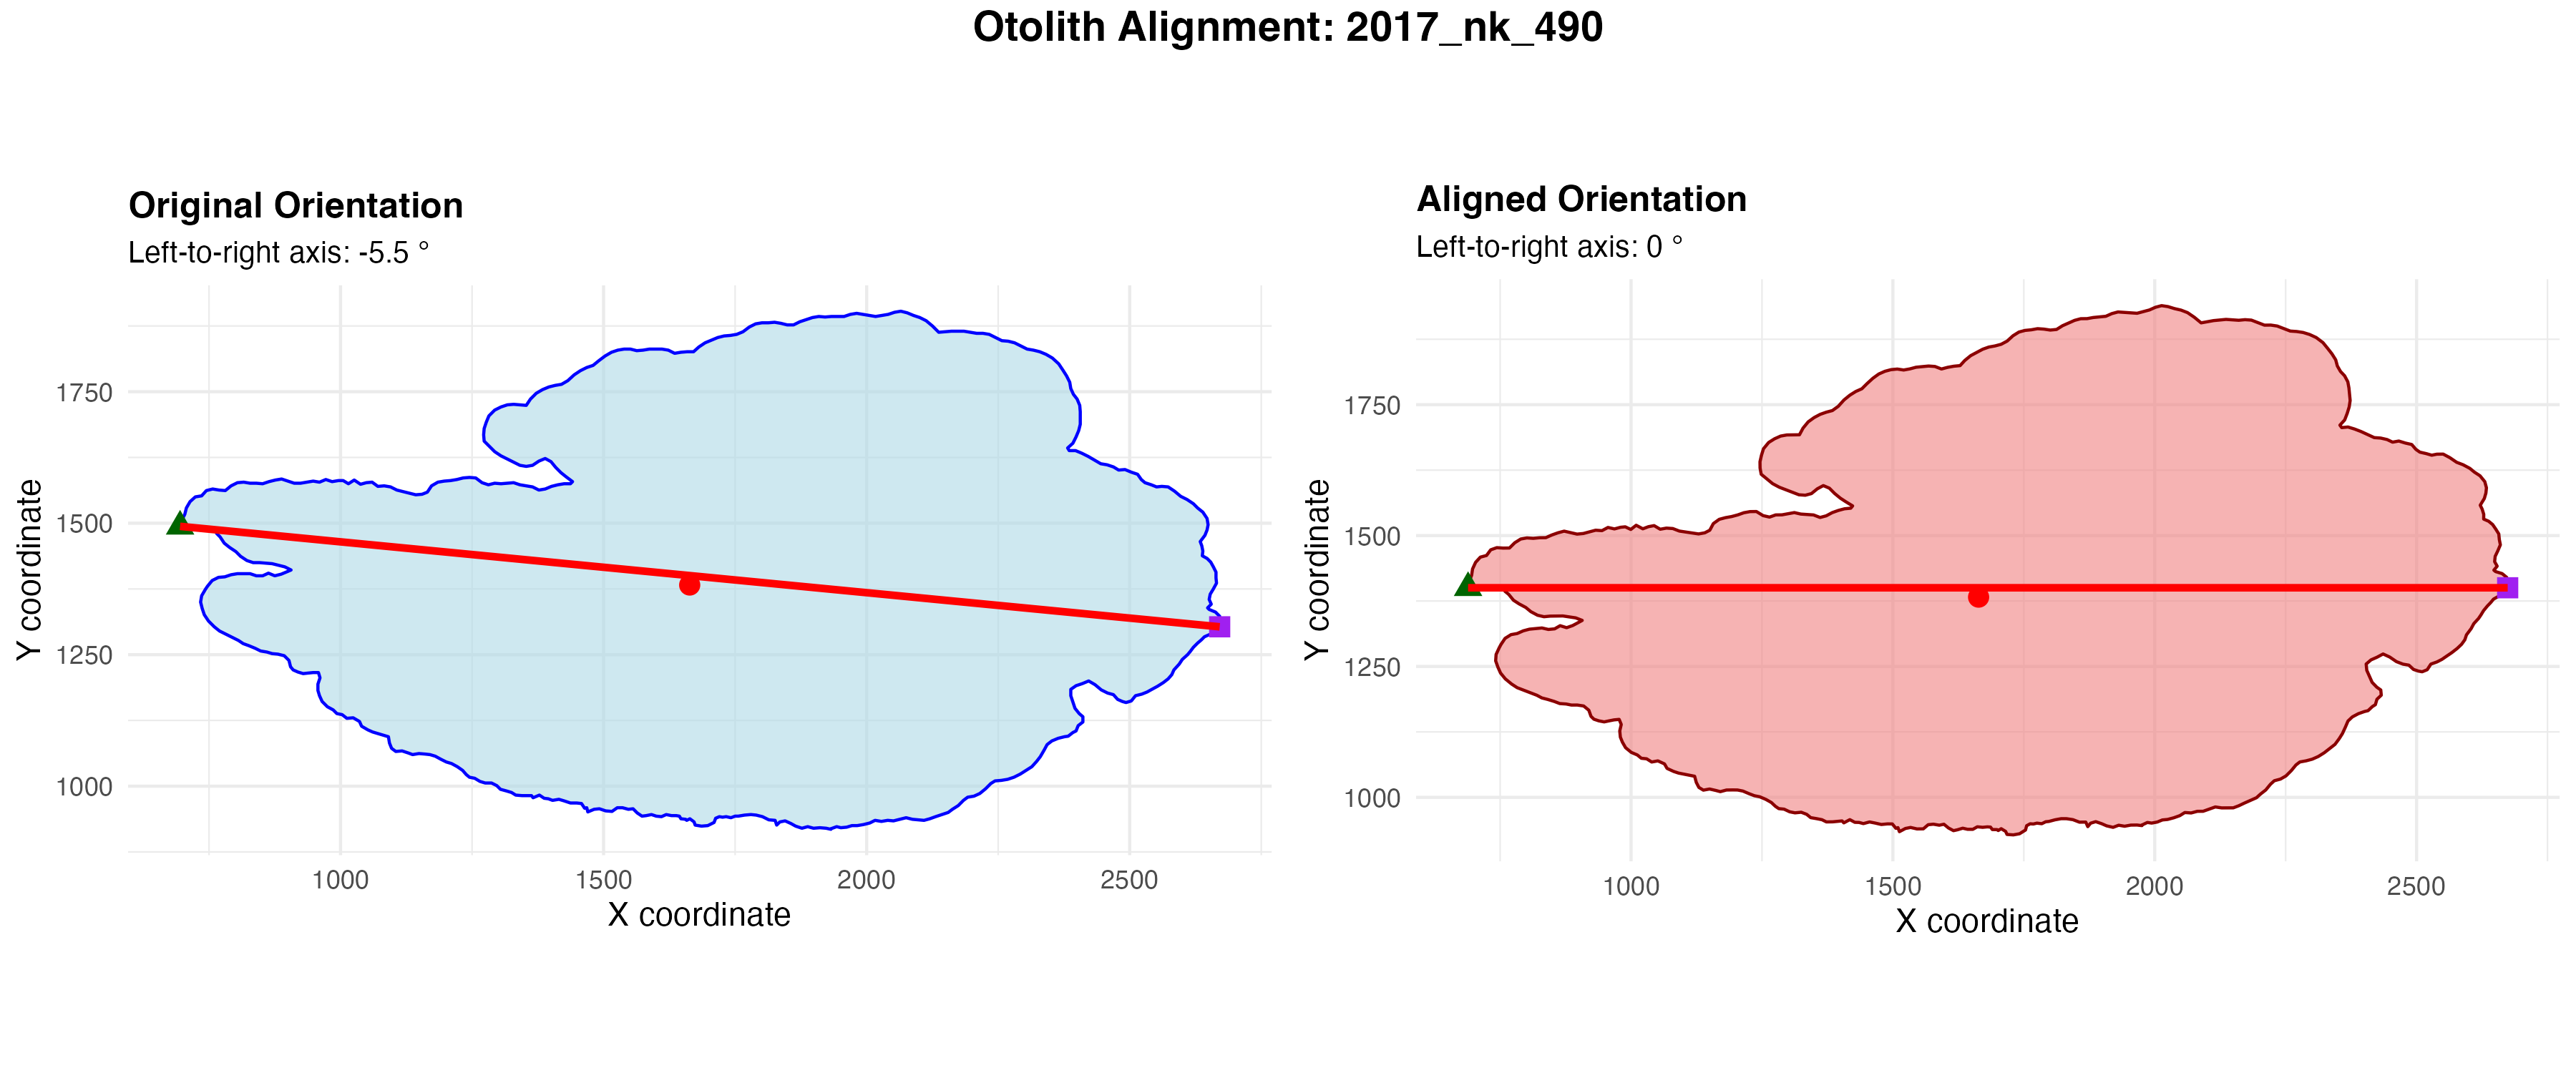 Otolith Alignment: 2017_nk_490
Original Orientation
Left-to-right axis: -5.5 °
Y coordinate
1750
1500
1250
1000
1000 1500 2000 2500
X coordinate
Aligned Orientation
Left-to-right axis: 0 °
Y coordinate
1750
1500
1250
1000
1000 1500 2000 2500
X coordinate